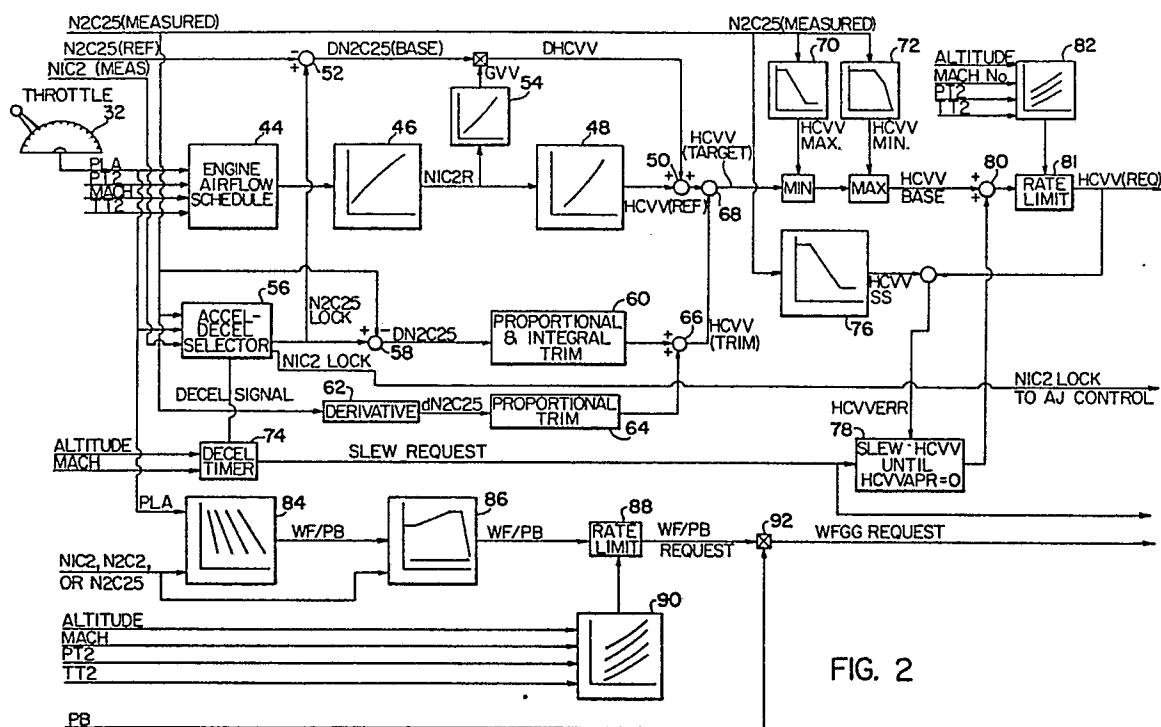 N2C25(MEASURED)
N2C25(MEASURED)
N2C25(REF)
DN2C25(BASE)
DHCVV
NIC2 (MEAS)
52
GVV
54
70
72
82
ALTITUDE
MACH No.
PT2
TT2
THROTTLE
32
44
46
48
HCVV
MAX.
HCVV
MIN.
PLA
PT2
MACH
TT2
ENGINE
AIRFLOW
SCHEDULE
NIC2R
50
HCVV
(TARGET)
HCVV(REF)
68
MIN
MAX
HCVV
BASE
80
81
RATE
LIMIT
HCVV(REQ)
56
ACCEL-
DECEL
SELECTOR
N2C25
LOCK
58
DN2C25
60
PROPORTIONAL
& INTEGRAL
TRIM
66
HCVV
(TRIM)
76
HCVV
SS
NIC2 LOCK
NIC2 LOCK
TO AJ CONTROL
DECEL SIGNAL
62
DERIVATIVE
dN2C25
PROPORTIONAL
TRIM
64
HCVVERR
ALTITUDE
MACH
74
DECEL
TIMER
SLEW REQUEST
78
SLEW-HCVV
UNTIL
HCVVAPR=0
PLA
84
WF/PB
86
WF/PB
88
RATE
LIMIT
WF/PB
REQUEST
92
WFGG REQUEST
NIC2, N2C2,
OR N2C25
ALTITUDE
MACH
PT2
TT2
90
FIG. 2
PB